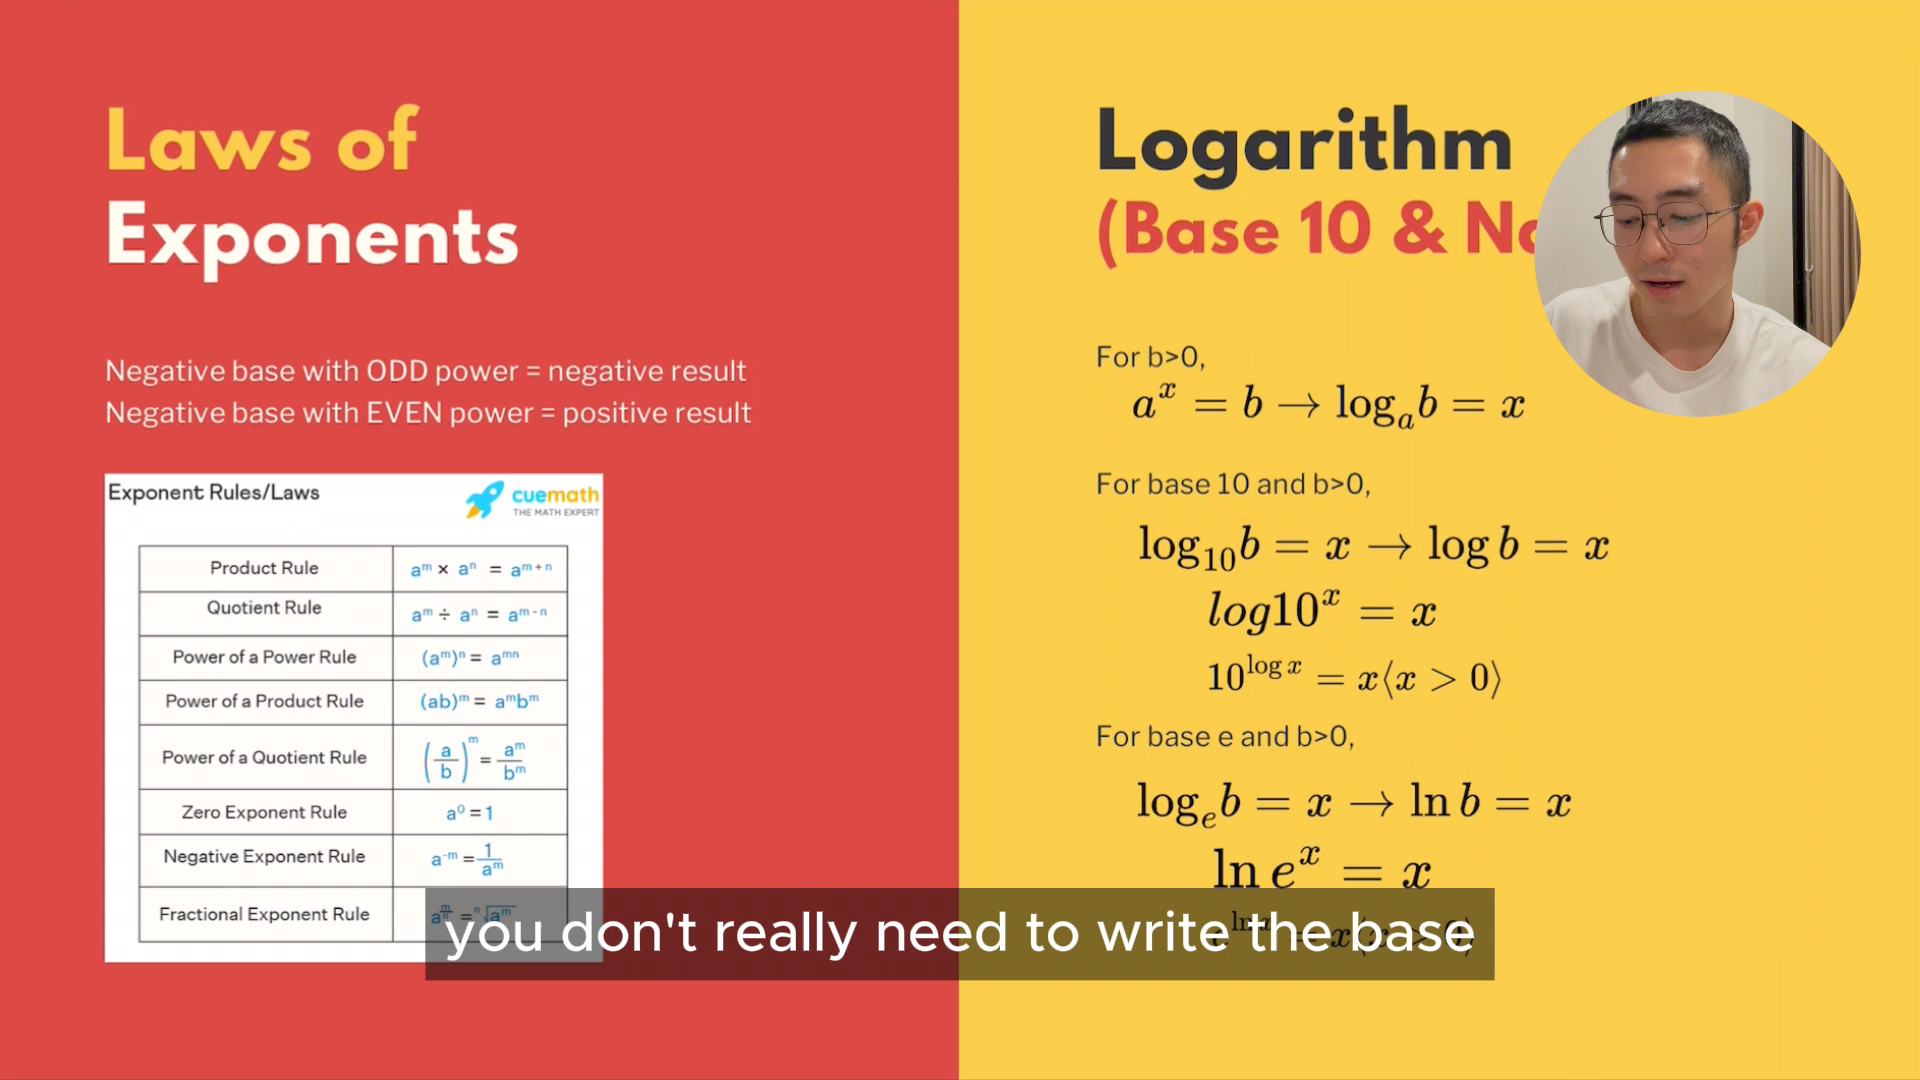 Laws of
Exponents
Negative base with ODD power = negative result
Negative base with EVEN power = positive result
Exponent Rules/Laws
cuemath
THE MATH EXPERT
Product Rule aᵐ × aⁿ = aᵐ⁺ⁿ
Quotient Rule aᵐ ÷ aⁿ = aᵐ⁻ⁿ
Power of a Power Rule (aᵐ)ⁿ = aᵐⁿ
Power of a Product Rule (ab)ᵐ = aᵐbᵐ
Power of a Quotient Rule (a/b)ᵐ = aᵐ/bᵐ
Zero Exponent Rule a⁰ = 1
Negative Exponent Rule a⁻ᵐ = 1/aᵐ
Fractional Exponent Rule
Logarithm
(Base 10 &
For b>0,
aˣ = b → logₐb = x
For base 10 and b>0,
log₁₀b = x → log b = x
log10ˣ = x
10^(log x) = x⟨x > 0⟩
For base e and b>0,
logₑb = x → ln b = x
ln eˣ = x
you don't really need to write the base